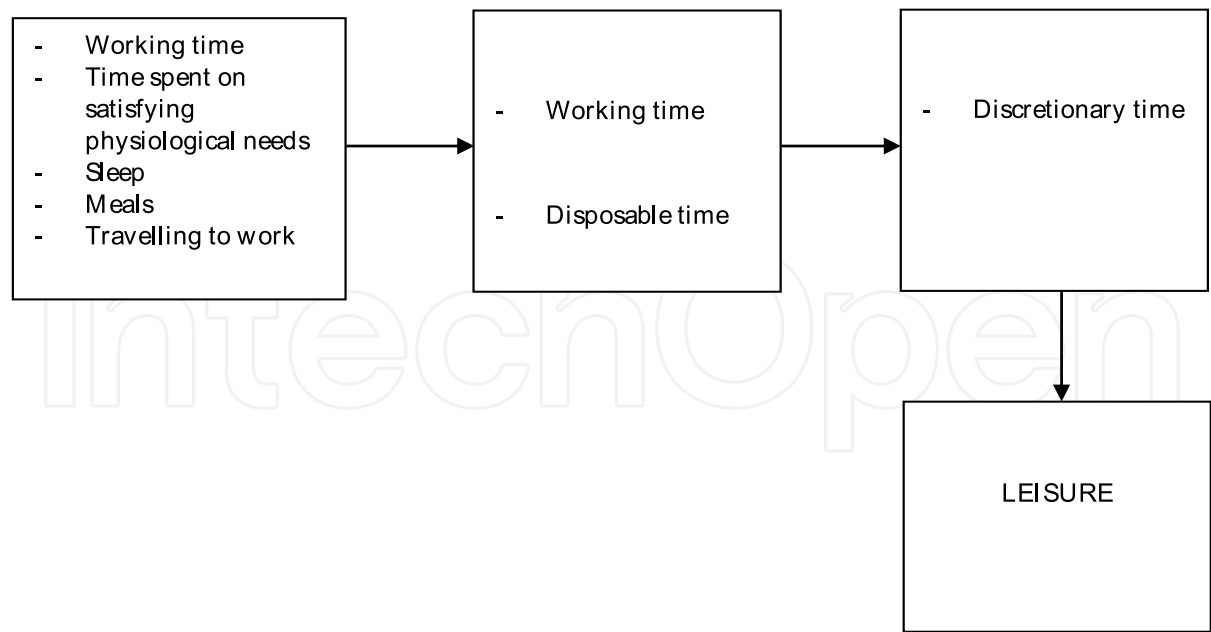 - Working time
- Time spent on
satisfying
physiological needs
- Sleep
- Meals
- Travelling to work
- Working time
- Disposable time
- Discretionary time
IntechOpen
LEISURE